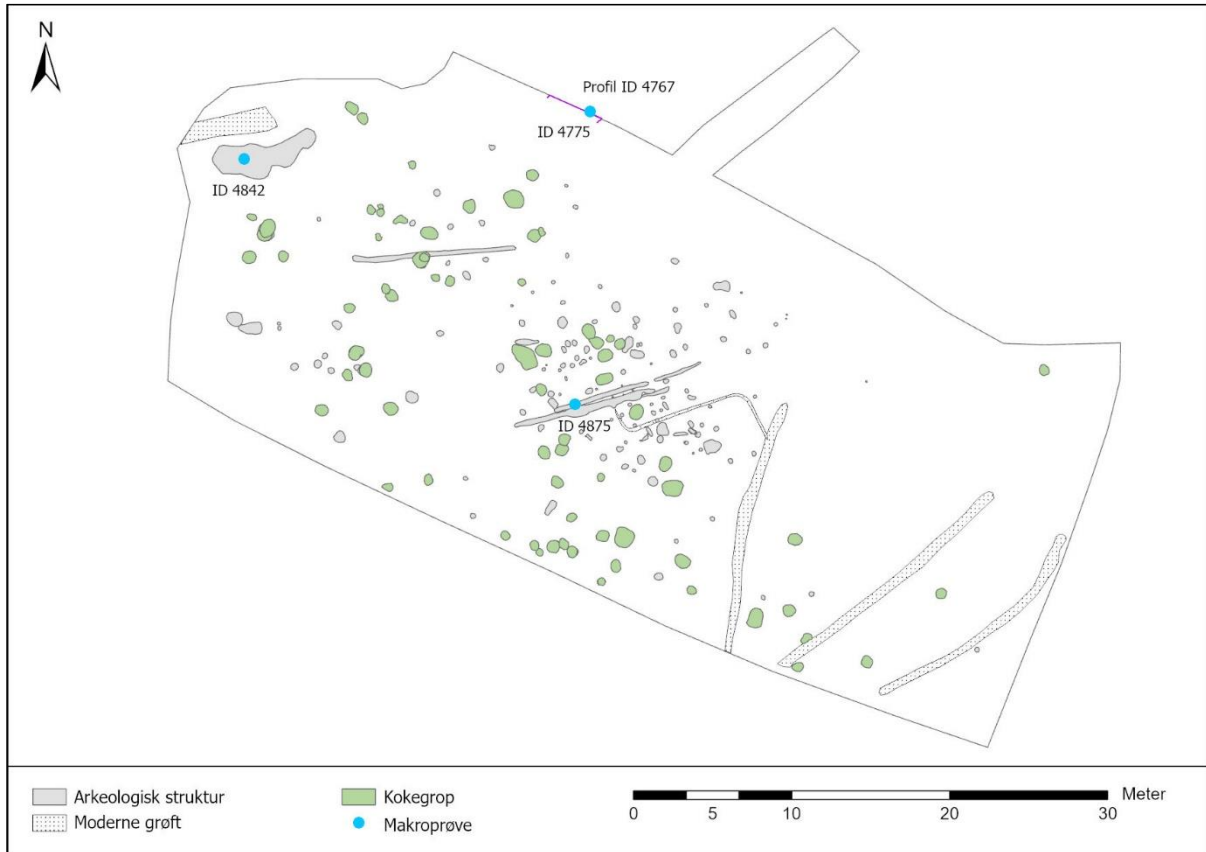 N
Profil ID 4767
ID 4775
ID 4842
ID 4875
Arkeologisk struktur
Moderne grøft
Kokegrop
Makroprøve
Meter
0 5 10 20 30